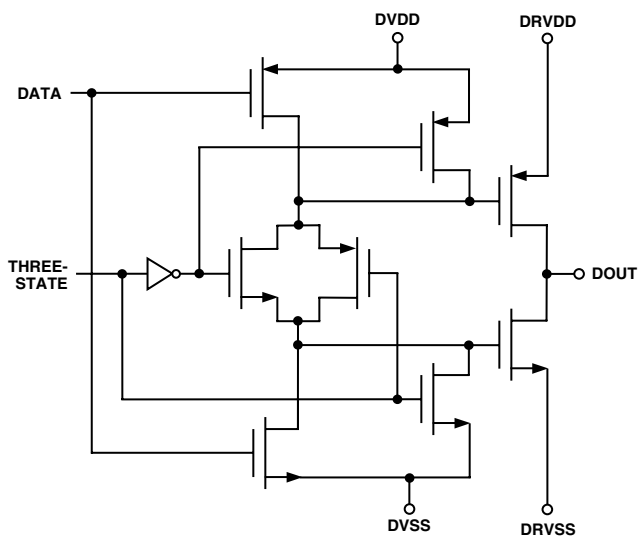 DVDD
DRVDD
DATA
THREE-
STATE
DOUT
DVSS
DRVSS